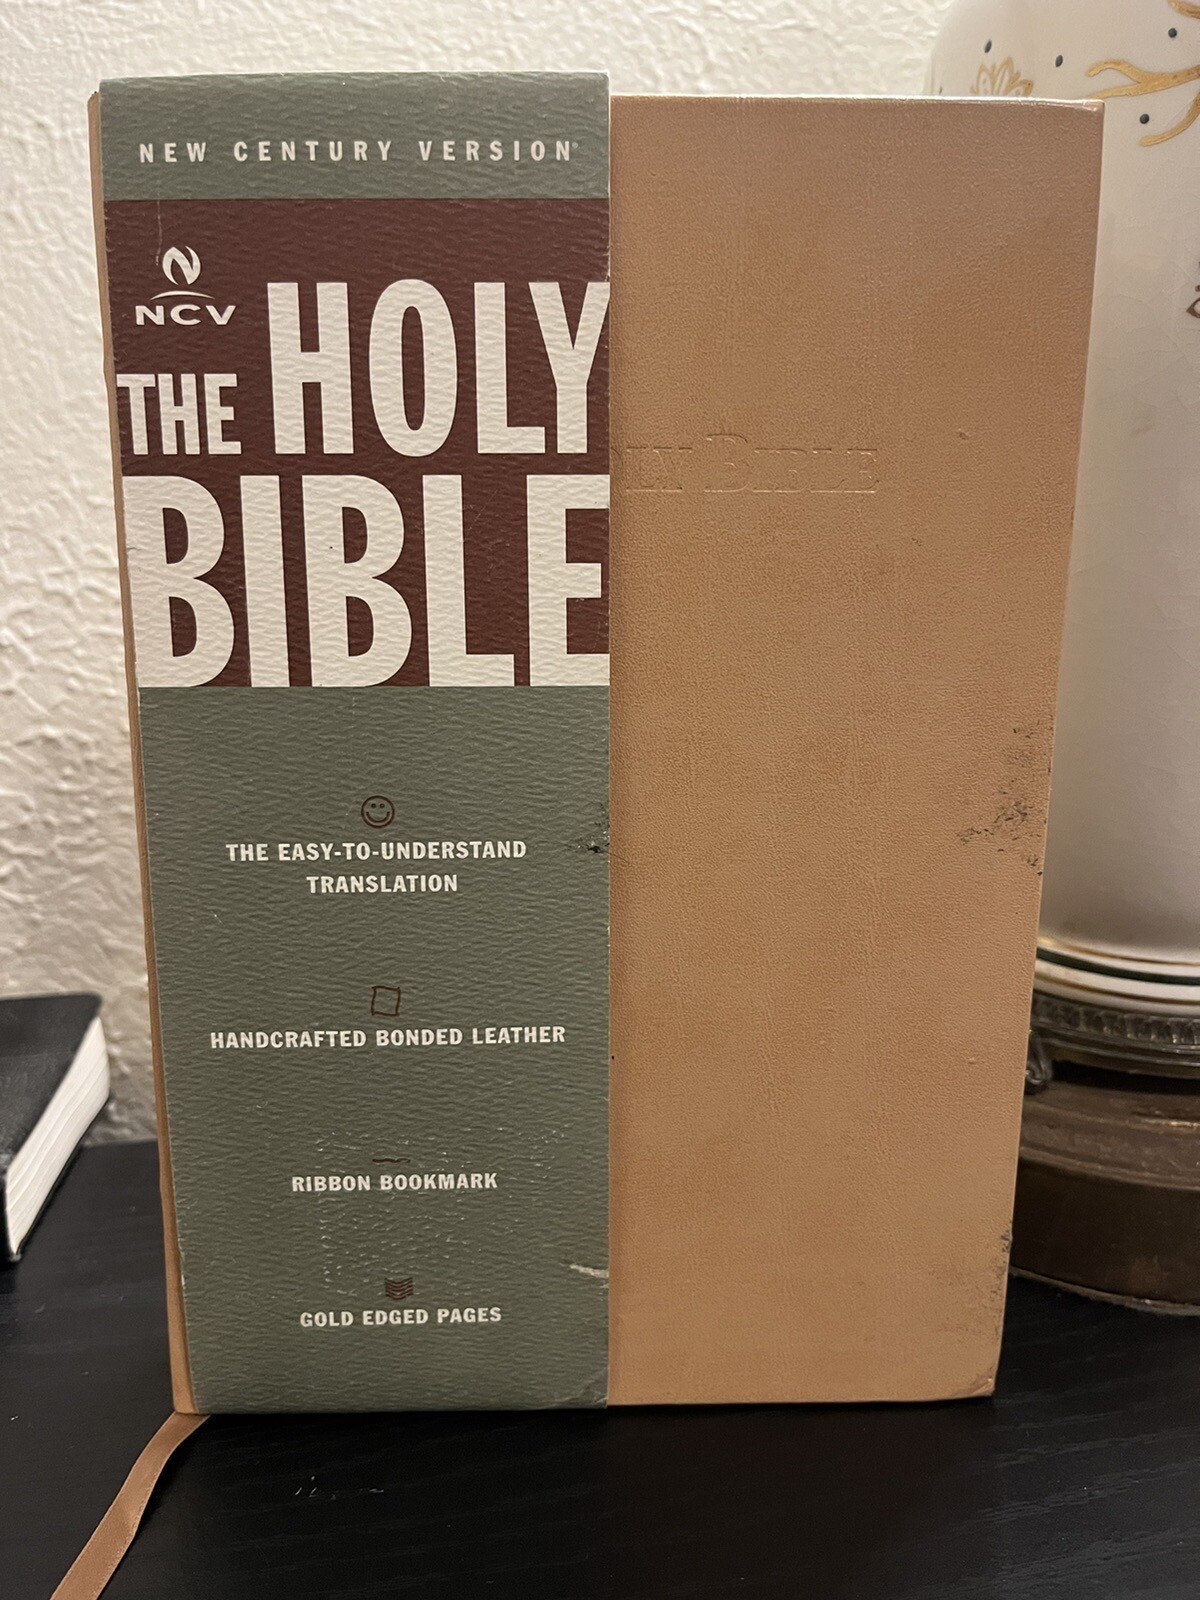 NEW CENTURY VERSION®
NCV
THE HOLY
BIBLE
BIBLE
THE EASY-TO-UNDERSTAND
TRANSLATION
HANDCRAFTED BONDED LEATHER
RIBBON BOOKMARK
GOLD EDGED PAGES